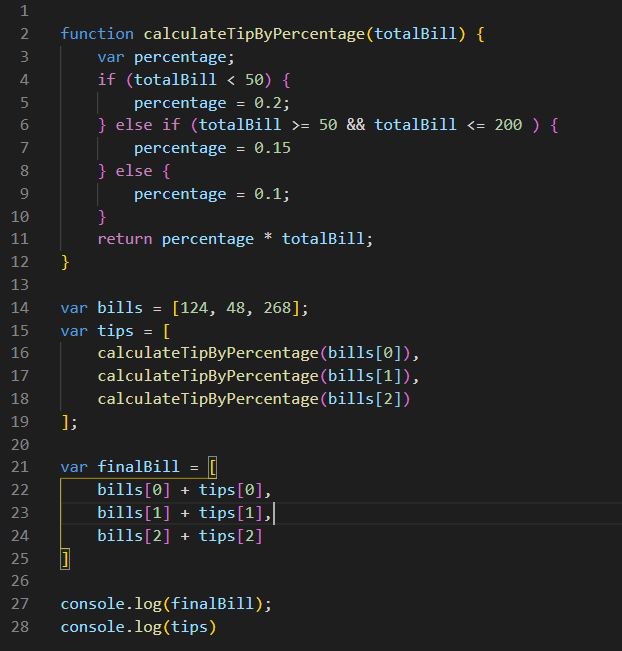 1
2 function calculateTipByPercentage(totalBill) {
3     var percentage;
4     if (totalBill < 50) {
5         percentage = 0.2;
6     } else if (totalBill >= 50 && totalBill <= 200 ) {
7         percentage = 0.15
8     } else {
9         percentage = 0.1;
10     }
11     return percentage * totalBill;
12 }
13
14 var bills = [124, 48, 268];
15 var tips = [
16     calculateTipByPercentage(bills[0]),
17     calculateTipByPercentage(bills[1]),
18     calculateTipByPercentage(bills[2])
19 ];
20
21 var finalBill = [
22     bills[0] + tips[0],
23     bills[1] + tips[1],
24     bills[2] + tips[2]
25 ]
26
27 console.log(finalBill);
28 console.log(tips)